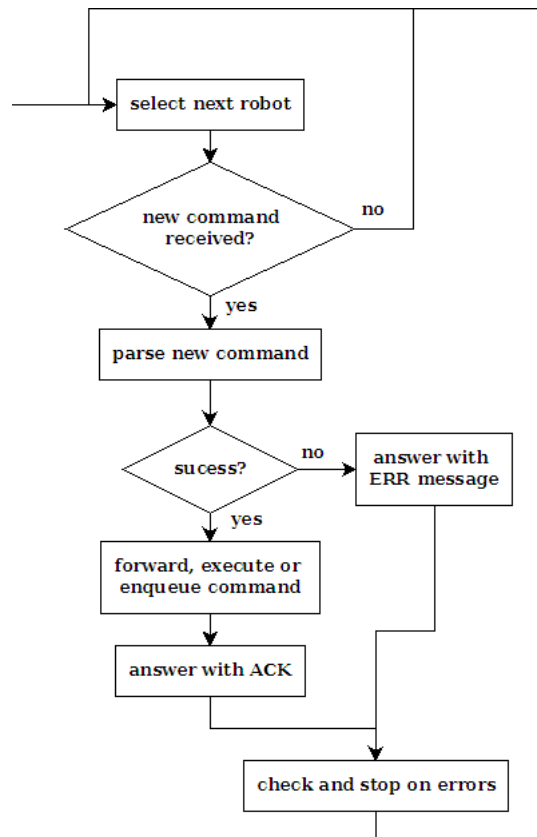 select next robot
new command
received?
no
yes
parse new command
sucess?
no
answer with
ERR message
yes
forward, execute or
enqueue command
answer with ACK
check and stop on errors